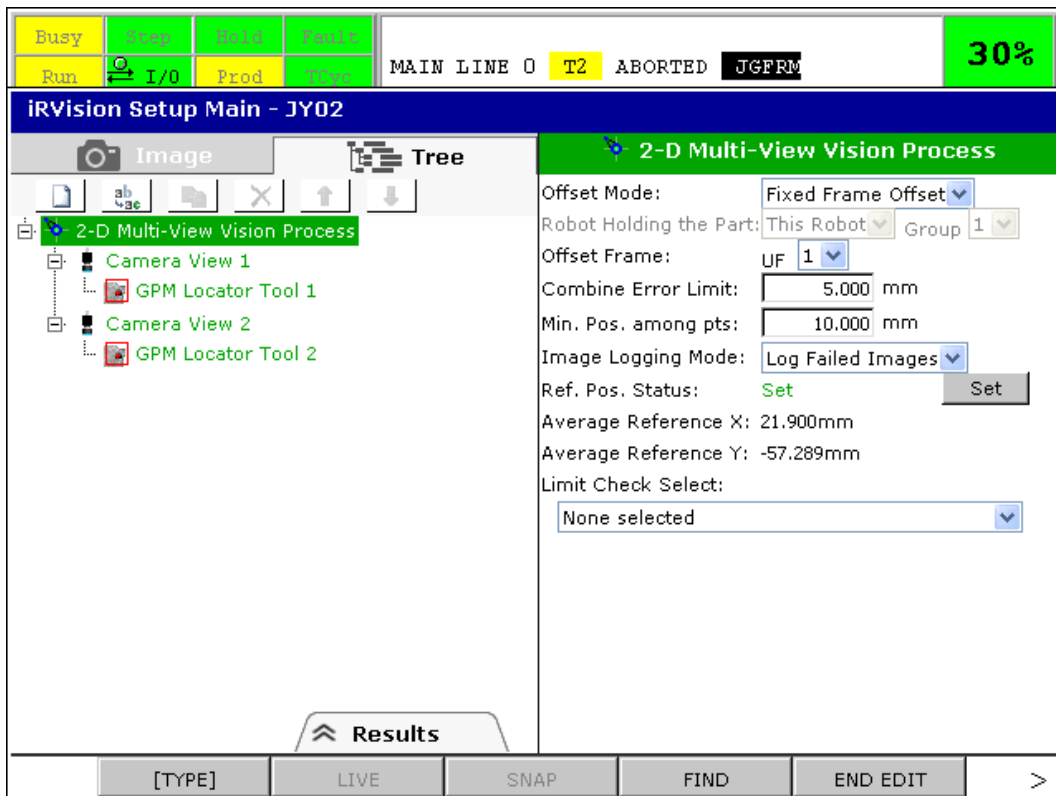 Busy Step Hold Fault
Run I/O Prod TCyc
MAIN LINE 0 T2 ABORTED JGFRM
30%
iRVision Setup Main - JY02
Image Tree
ab
ac
2-D Multi-View Vision Process
Camera View 1
GPM Locator Tool 1
Camera View 2
GPM Locator Tool 2
Results
2-D Multi-View Vision Process
Offset Mode: Fixed Frame Offset
Robot Holding the Part: This Robot Group 1
Offset Frame: UF 1
Combine Error Limit: 5.000 mm
Min. Pos. among pts: 10.000 mm
Image Logging Mode: Log Failed Images
Ref. Pos. Status: Set Set
Average Reference X: 21.900mm
Average Reference Y: -57.289mm
Limit Check Select:
None selected
[TYPE] LIVE SNAP FIND END EDIT >